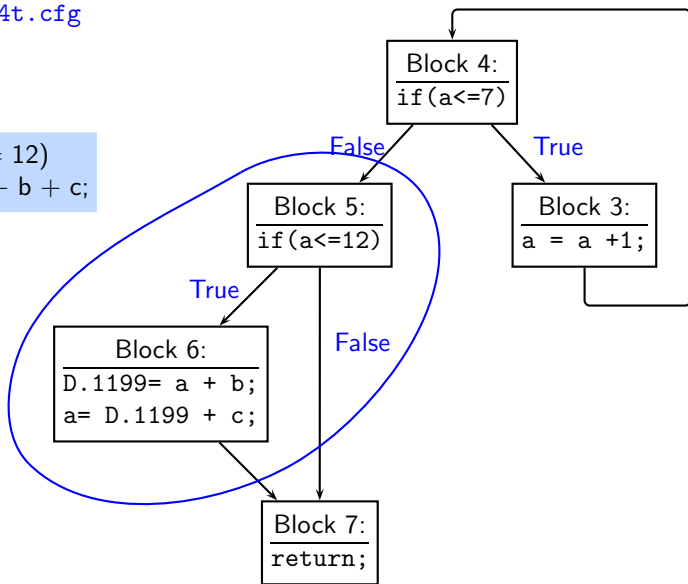 4t.cfg
Block 4:
if(a<=7)
False
True
12)
b + c;
Block 5:
if(a<=12)
Block 3:
a = a +1;
True
False
Block 6:
D.1199= a + b;
a= D.1199 + c;
Block 7:
return;